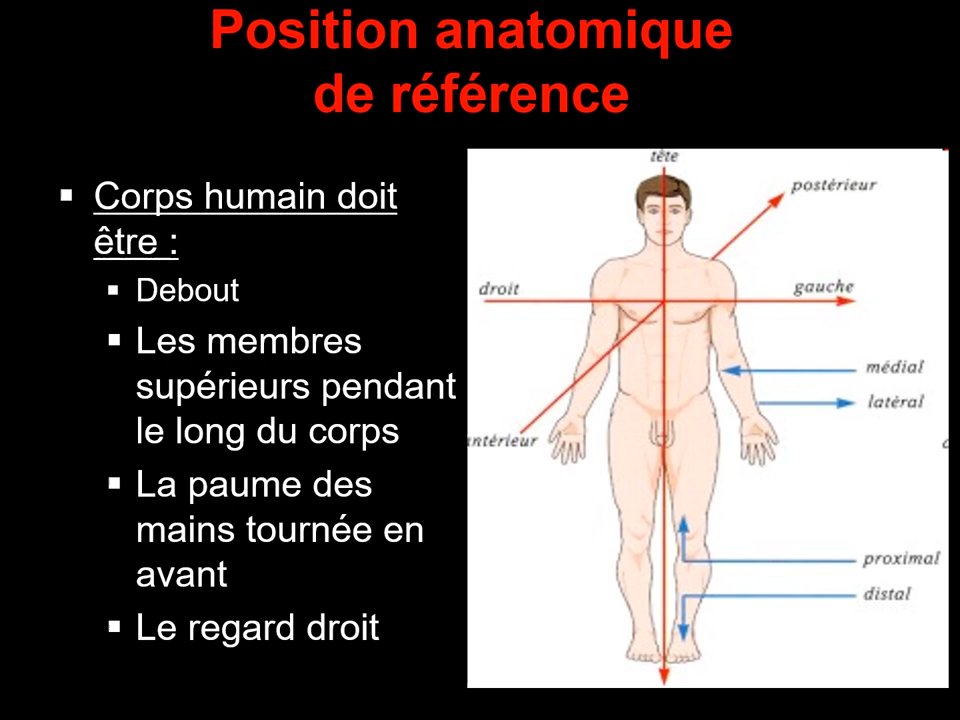 Position anatomique
de référence
▪ Corps humain doit
être :
▪ Debout
▪ Les membres
supérieurs pendant
le long du corps
▪ La paume des
mains tournée en
avant
▪ Le regard droit
tête
postérieur
droit
gauche
médial
latéral
antérieur
proximal
distal